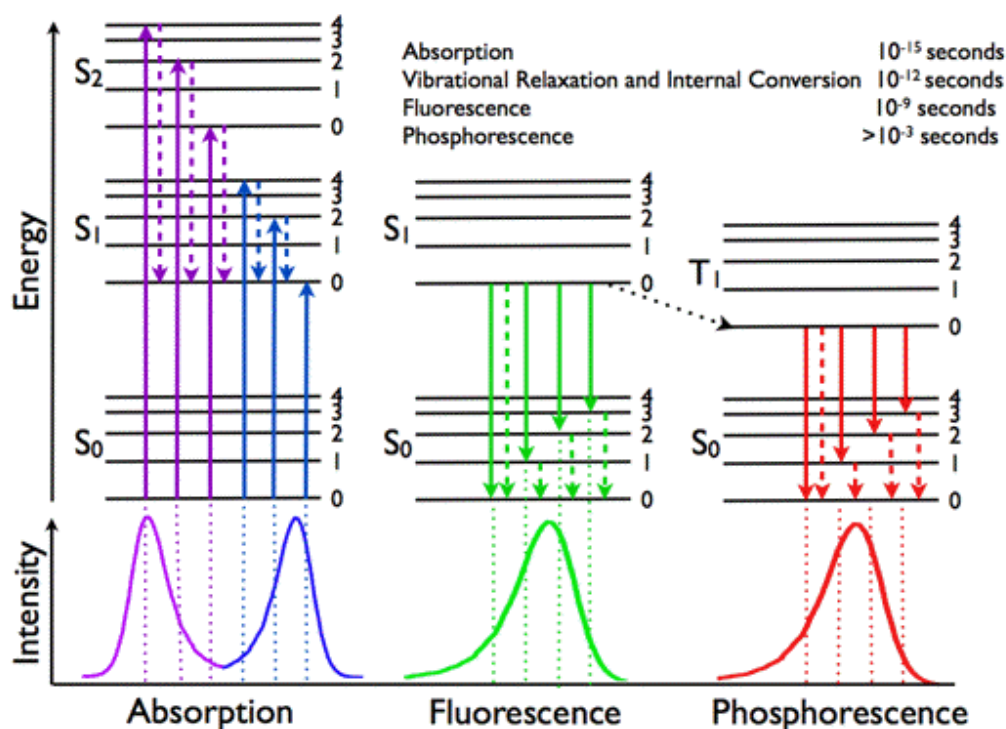 Absorption 10⁻¹⁵ seconds
Vibrational Relaxation and Internal Conversion 10⁻¹² seconds
Fluorescence 10⁻⁹ seconds
Phosphorescence >10⁻³ seconds
Energy
S₂
4
3
2
1
0
S₁
4
3
2
1
0
S₀
4
3
2
1
0
S₁
4
3
2
1
0
S₀
4
3
2
1
0
T₁
4
3
2
1
0
S₀
4
3
2
1
0
Intensity
Absorption
Fluorescence
Phosphorescence